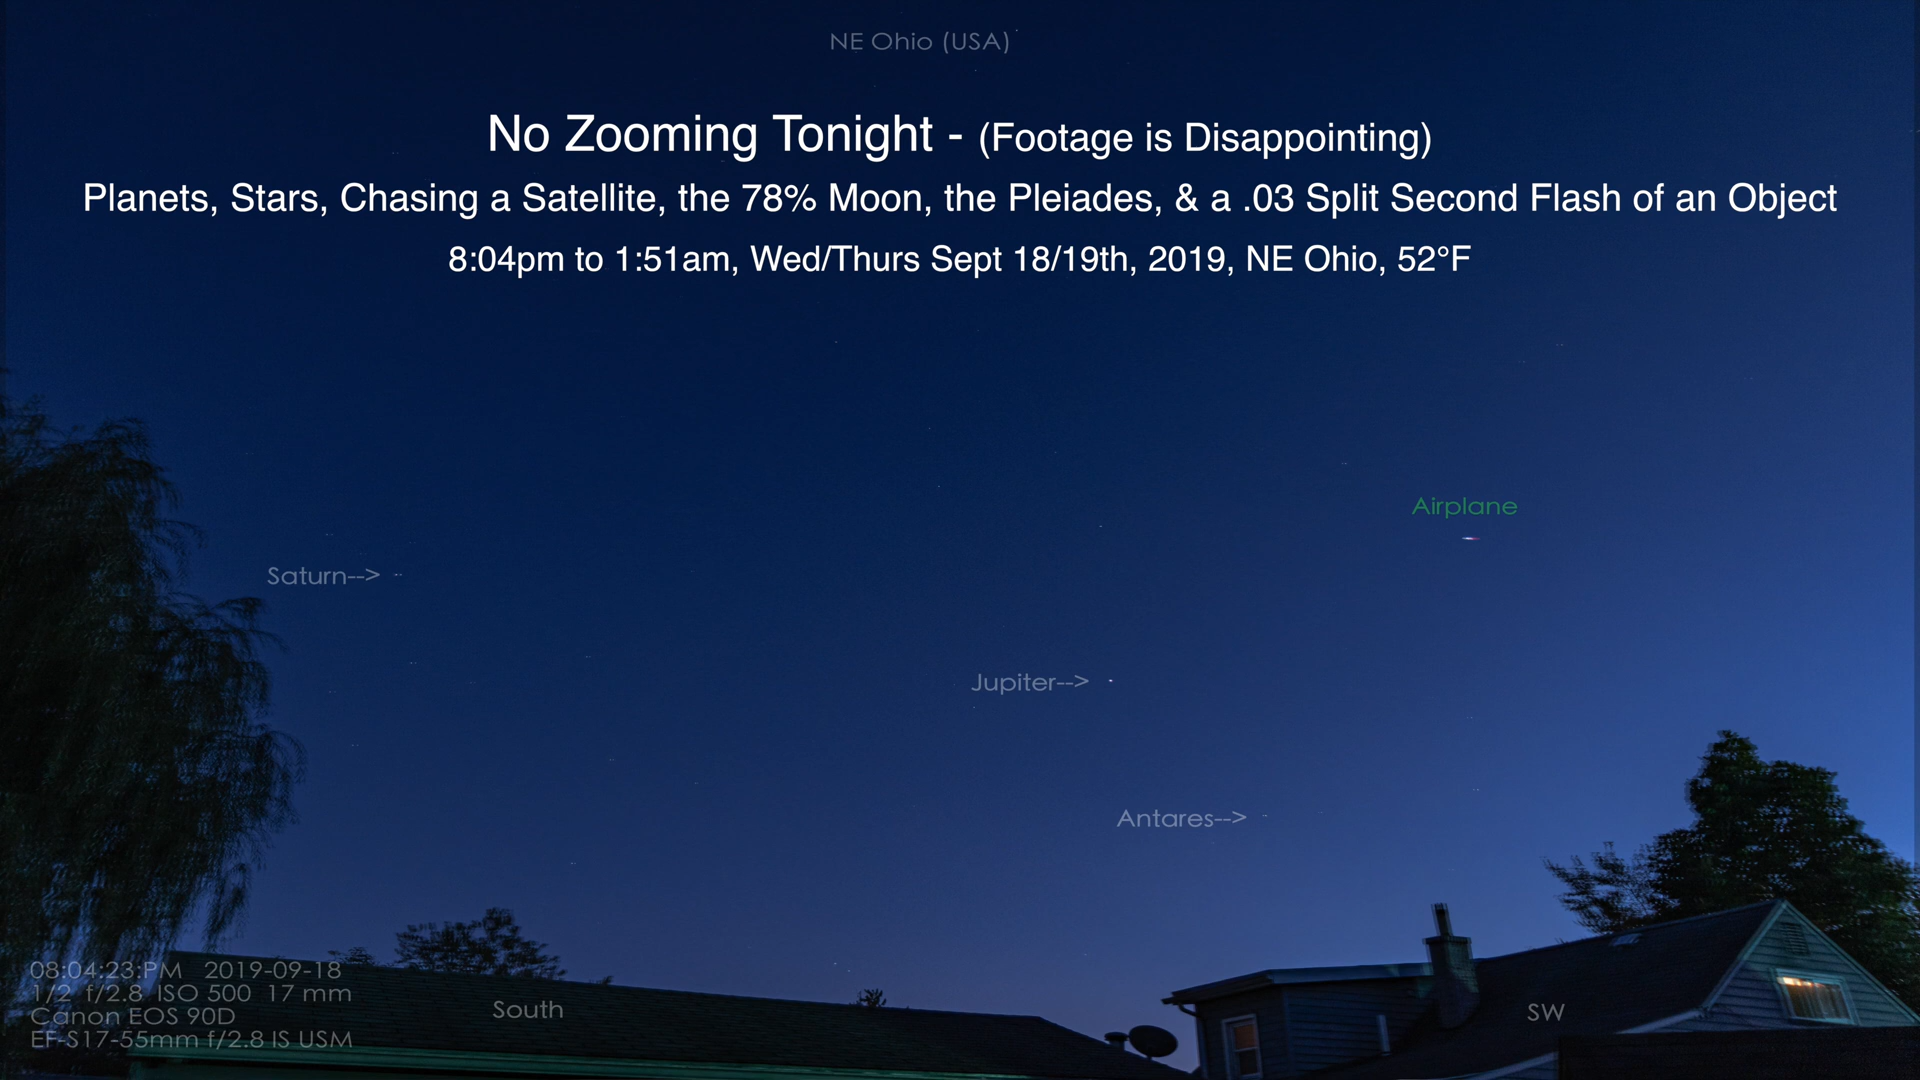 NE Ohio (USA)
No Zooming Tonight - (Footage is Disappointing)
Planets, Stars, Chasing a Satellite, the 78% Moon, the Pleiades, & a .03 Split Second Flash of an Object
8:04pm to 1:51am, Wed/Thurs Sept 18/19th, 2019, NE Ohio, 52°F
Airplane
Saturn-->
Jupiter-->
Antares-->
08:04:23:PM 2019-09-18
1/2 f/2.8 ISO 500 17 mm
Canon EOS 90D
EF-S17-55mm f/2.8 IS USM
South
SW